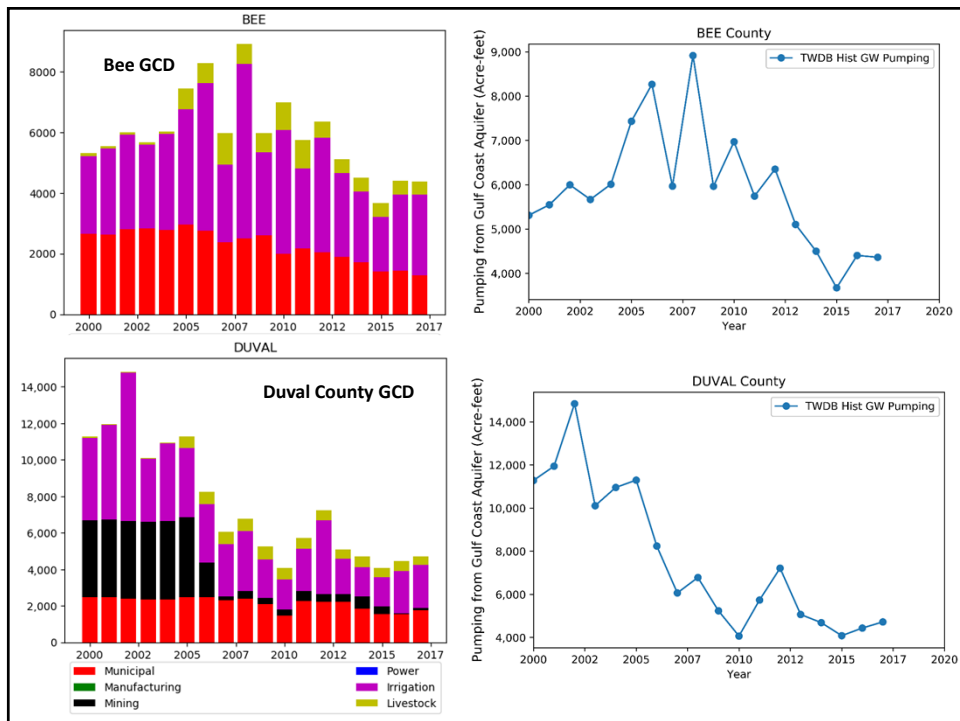 BEE
Bee GCD
8000
6000
4000
2000
0
2000 2002 2005 2007 2010 2012 2015 2017
BEE County
TWDB Hist GW Pumping
Pumping from Gulf Coast Aquifer (Acre-feet)
9,000
8,000
7,000
6,000
5,000
4,000
2000 2002 2005 2007 2010 2012 2015 2017 2020
Year
DUVAL
Duval County GCD
14,000
12,000
10,000
8,000
6,000
4,000
2,000
0
2000 2002 2005 2007 2010 2012 2015 2017
Municipal
Manufacturing
Mining
Power
Irrigation
Livestock
DUVAL County
TWDB Hist GW Pumping
Pumping from Gulf Coast Aquifer (Acre-feet)
14,000
12,000
10,000
8,000
6,000
4,000
2000 2002 2005 2007 2010 2012 2015 2017 2020
Year